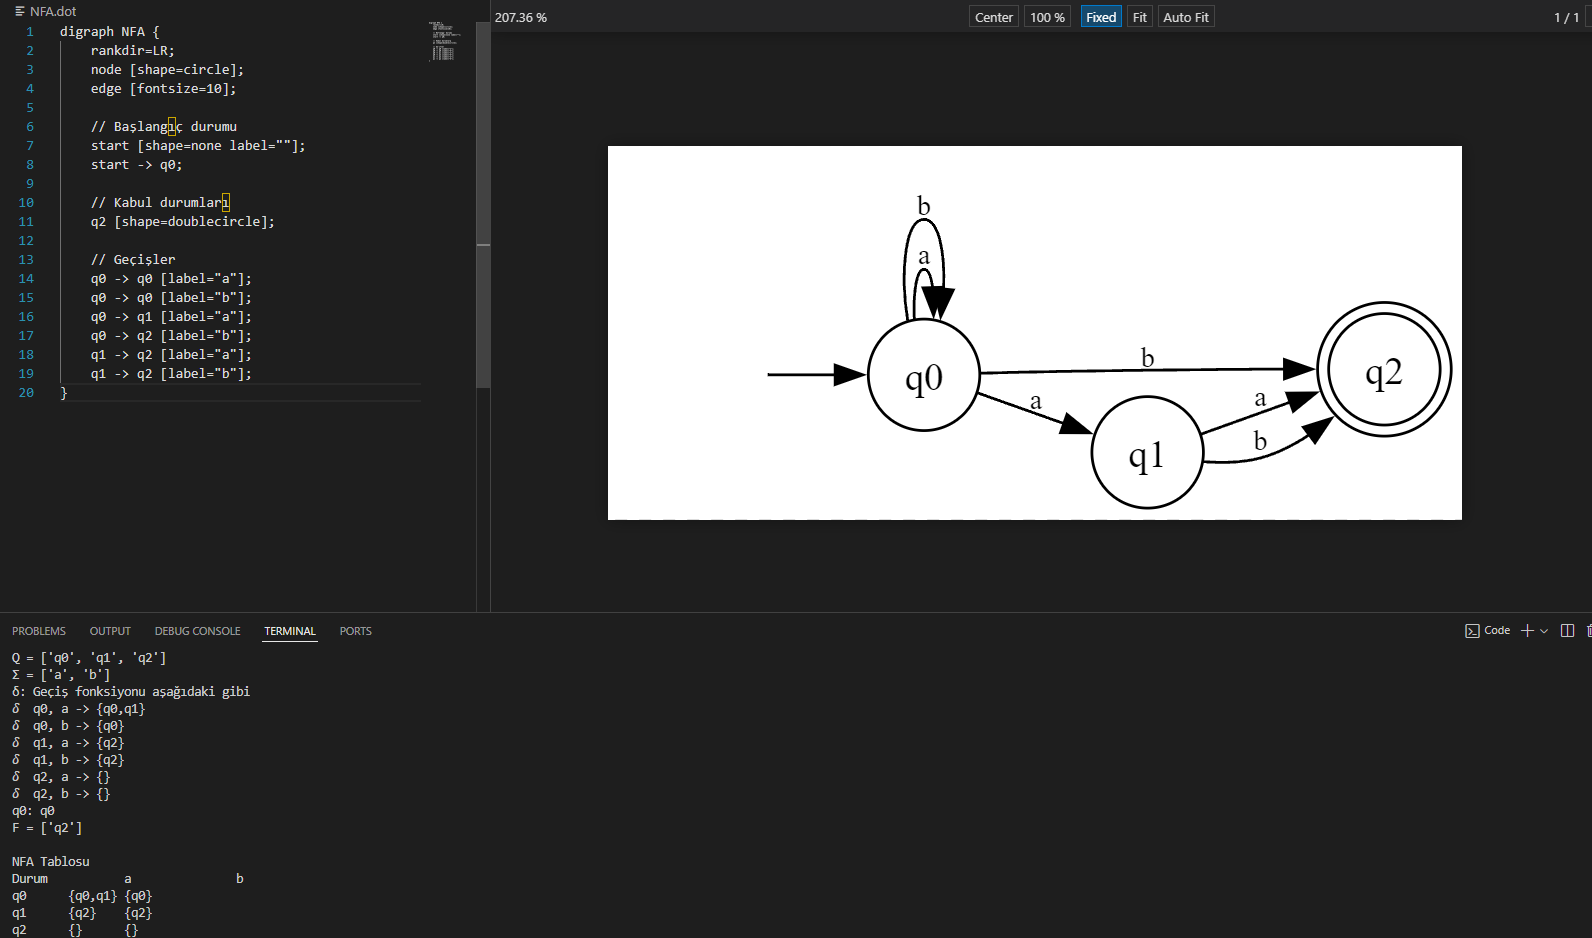 NFA.dot
1 digraph NFA {
2 rankdir=LR;
3 node [shape=circle];
4 edge [fontsize=10];
5
6 // Başlangıç durumu
7 start [shape=none label=""];
8 start -> q0;
9
10 // Kabul durumları
11 q2 [shape=doublecircle];
12
13 // Geçişler
14 q0 -> q0 [label="a"];
15 q0 -> q0 [label="b"];
16 q0 -> q1 [label="a"];
17 q0 -> q2 [label="b"];
18 q1 -> q2 [label="a"];
19 q1 -> q2 [label="b"];
20 }
207.36 % Center 100 % Fixed Fit Auto Fit 1 / 1
b
a
q0
b
a
q1
a
b
q2
PROBLEMS OUTPUT DEBUG CONSOLE TERMINAL PORTS Code
Q = ['q0', 'q1', 'q2']
Σ = ['a', 'b']
δ: Geçiş fonksiyonu aşağıdaki gibi
δ q0, a -> {q0,q1}
δ q0, b -> {q0}
δ q1, a -> {q2}
δ q1, b -> {q2}
δ q2, a -> {}
δ q2, b -> {}
q0: q0
F = ['q2']
NFA Tablosu
Durum a b
q0 {q0,q1} {q0}
q1 {q2} {q2}
q2 {} {}